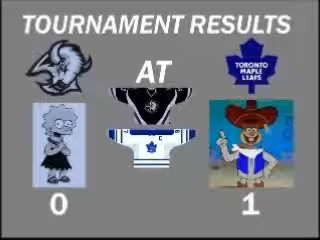 TOURNAMENT RESULTS
AT
TORONTO
MAPLE
LEAFS
C
0
1